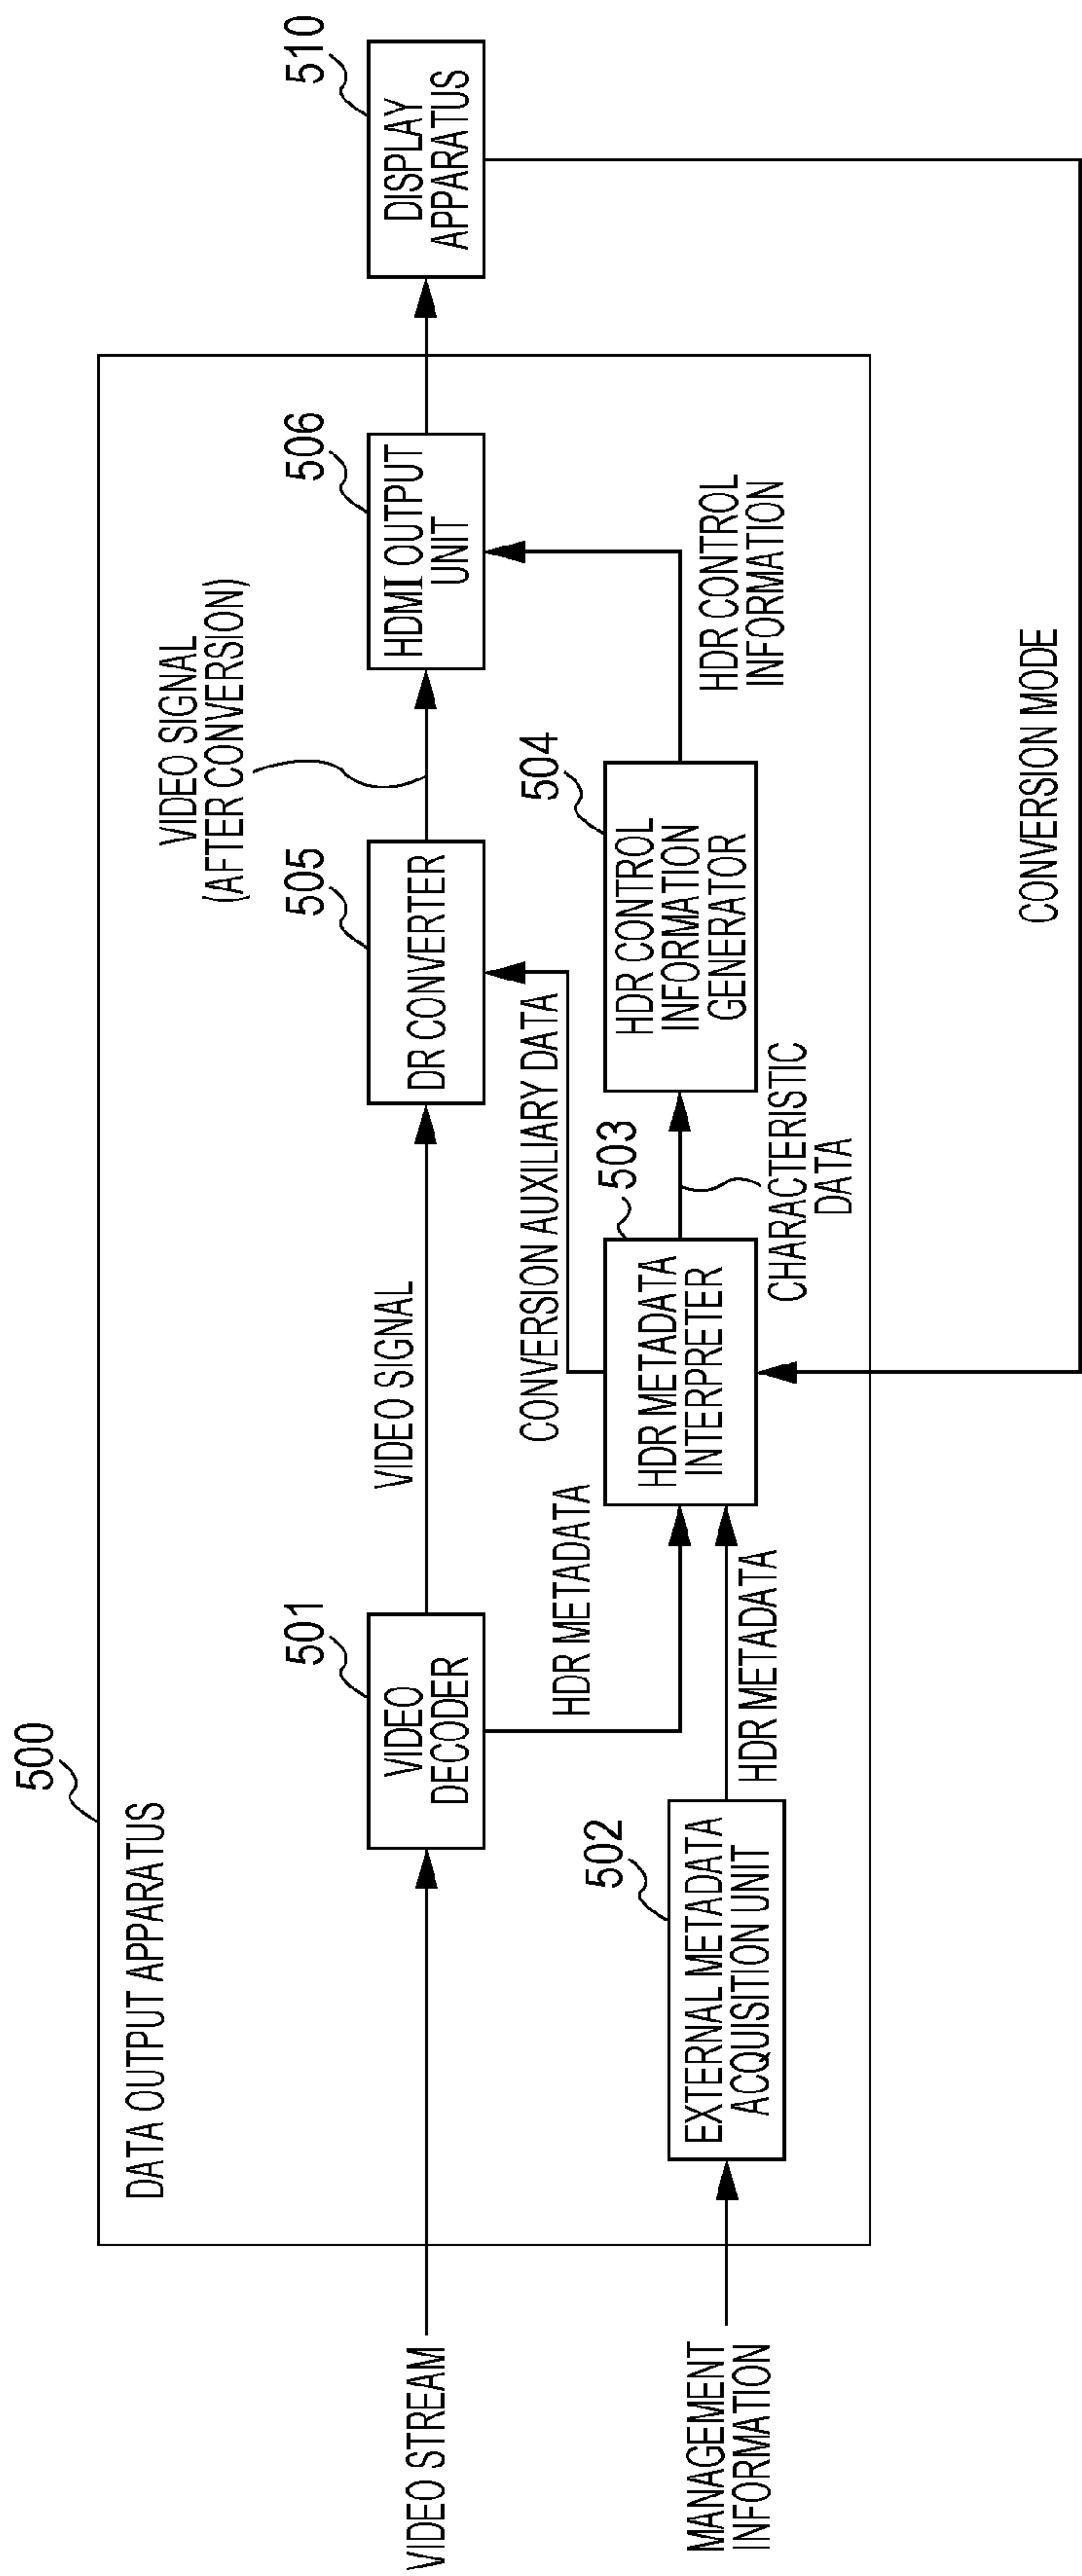 500
DATA OUTPUT APPARATUS
VIDEO STREAM
501
VIDEO
DECODER
VIDEO SIGNAL
505
DR CONVERTER
VIDEO SIGNAL
(AFTER CONVERSION)
506
HDMI OUTPUT
UNIT
510
DISPLAY
APPARATUS
MANAGEMENT
INFORMATION
502
EXTERNAL METADATA
ACQUISITION UNIT
HDR METADATA
HDR METADATA
503
HDR METADATA
INTERPRETER
CONVERSION AUXILIARY DATA
CHARACTERISTIC
DATA
504
HDR CONTROL
INFORMATION
GENERATOR
HDR CONTROL
INFORMATION
CONVERSION MODE